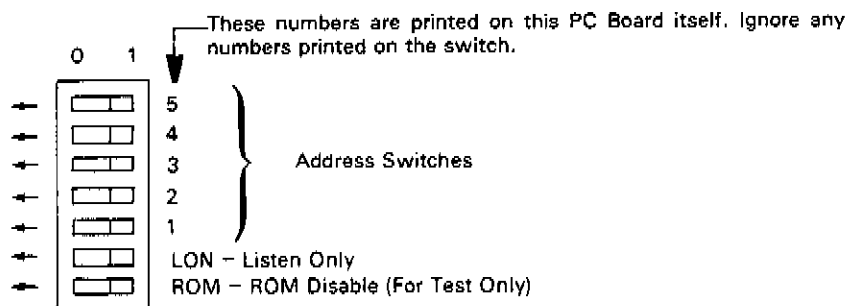 These numbers are printed on this PC Board itself. Ignore any
numbers printed on the switch.
0 1
5
4
3
2
1
Address Switches
LON – Listen Only
ROM – ROM Disable (For Test Only)